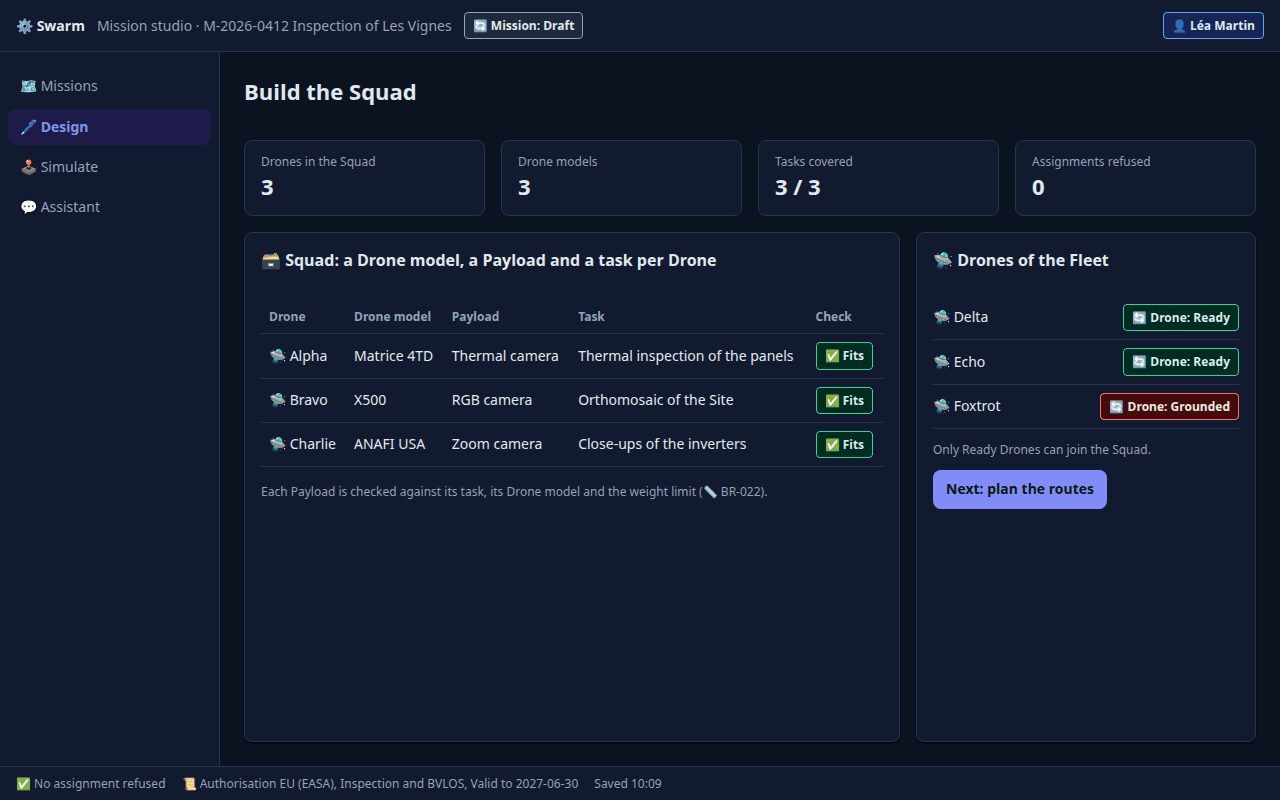 Swarm Mission studio · M-2026-0412 Inspection of Les Vignes Mission: Draft Léa Martin
Missions
Design
Simulate
Assistant
Build the Squad
Drones in the Squad
3
Drone models
3
Tasks covered
3 / 3
Assignments refused
0
Squad: a Drone model, a Payload and a task per Drone
Drone Drone model Payload Task Check
Alpha Matrice 4TD Thermal camera Thermal inspection of the panels Fits
Bravo X500 RGB camera Orthomosaic of the Site Fits
Charlie ANAFI USA Zoom camera Close-ups of the inverters Fits
Each Payload is checked against its task, its Drone model and the weight limit (📏 BR-022).
Drones of the Fleet
Delta Drone: Ready
Echo Drone: Ready
Foxtrot Drone: Grounded
Only Ready Drones can join the Squad.
Next: plan the routes
No assignment refused Authorisation EU (EASA), Inspection and BVLOS, Valid to 2027-06-30 Saved 10:09